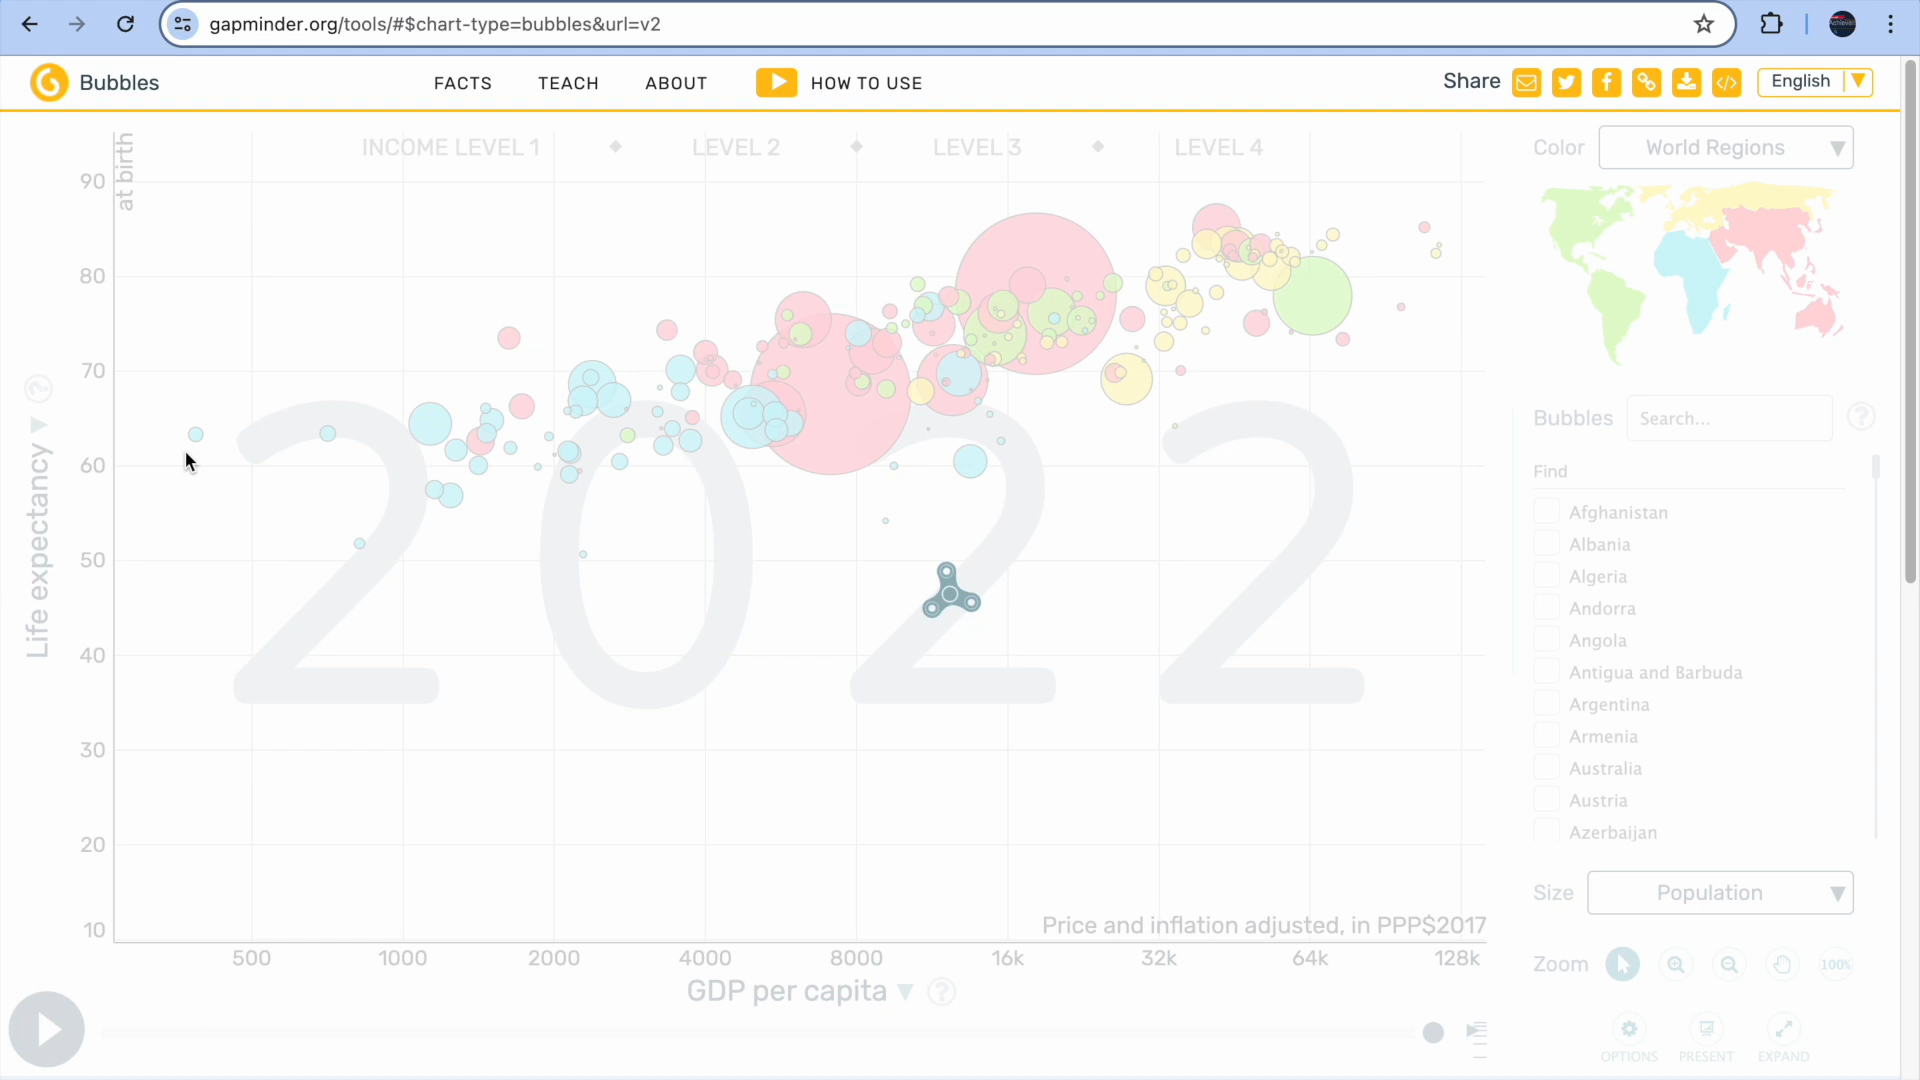 gapminder.org/tools/#$chart-type=bubbles&url=v2
Bubbles
FACTS
TEACH
ABOUT
HOW TO USE
Share
English
INCOME LEVEL 1
LEVEL 2
LEVEL 3
LEVEL 4
Color
World Regions
at birth
Life expectancy
?
90
80
70
60
50
40
30
20
10
2022
Price and inflation adjusted, in PPP$2017
500
1000
2000
4000
8000
16k
32k
64k
128k
GDP per capita
?
Bubbles
Search...
?
Find
Afghanistan
Albania
Algeria
Andorra
Angola
Antigua and Barbuda
Argentina
Armenia
Australia
Austria
Azerbaijan
Size
Population
Zoom
100%
OPTIONS
PRESENT
EXPAND